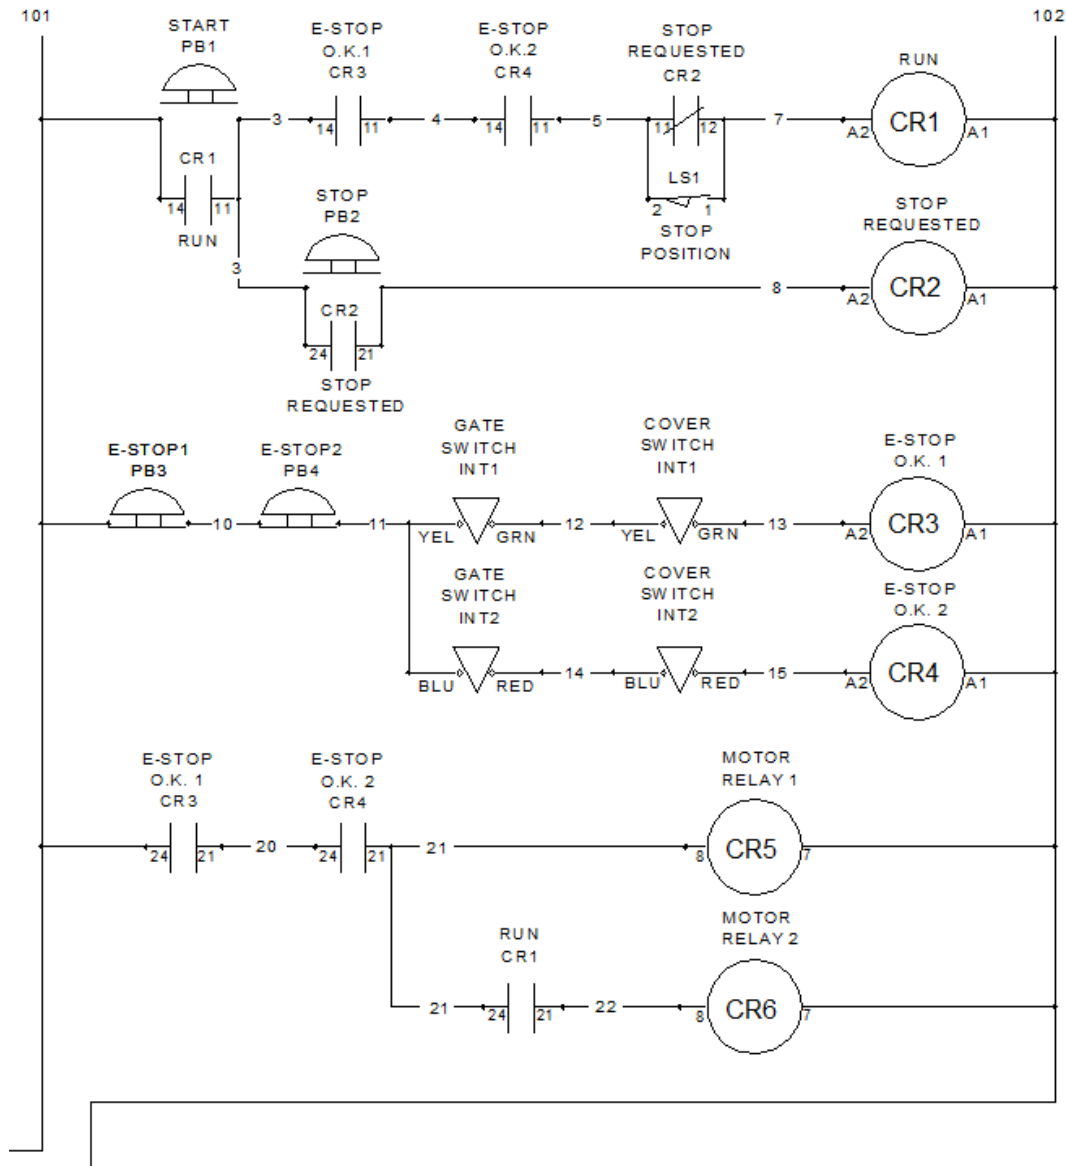 101
102
START
PB1
E-STOP
O.K.1
CR3
E-STOP
O.K.2
CR4
STOP
REQUESTED
CR2
RUN
3
14
11
4
14
11
5
11
12
7
A2
CR1
A1
CR1
14
11
RUN
LS1
2
1
STOP
POSITION
STOP
PB2
STOP
REQUESTED
3
8
A2
CR2
A1
CR2
24
21
STOP
REQUESTED
E-STOP1
PB3
E-STOP2
PB4
GATE
SWITCH
INT1
COVER
SWITCH
INT1
E-STOP
O.K. 1
10
11
YEL
GRN
12
YEL
GRN
13
A2
CR3
A1
GATE
SWITCH
INT2
COVER
SWITCH
INT2
E-STOP
O.K. 2
BLU
RED
14
BLU
RED
15
A2
CR4
A1
E-STOP
O.K. 1
CR3
E-STOP
O.K. 2
CR4
MOTOR
RELAY 1
24
21
20
24
21
21
8
CR5
7
RUN
CR1
MOTOR
RELAY 2
21
24
21
22
8
CR6
7